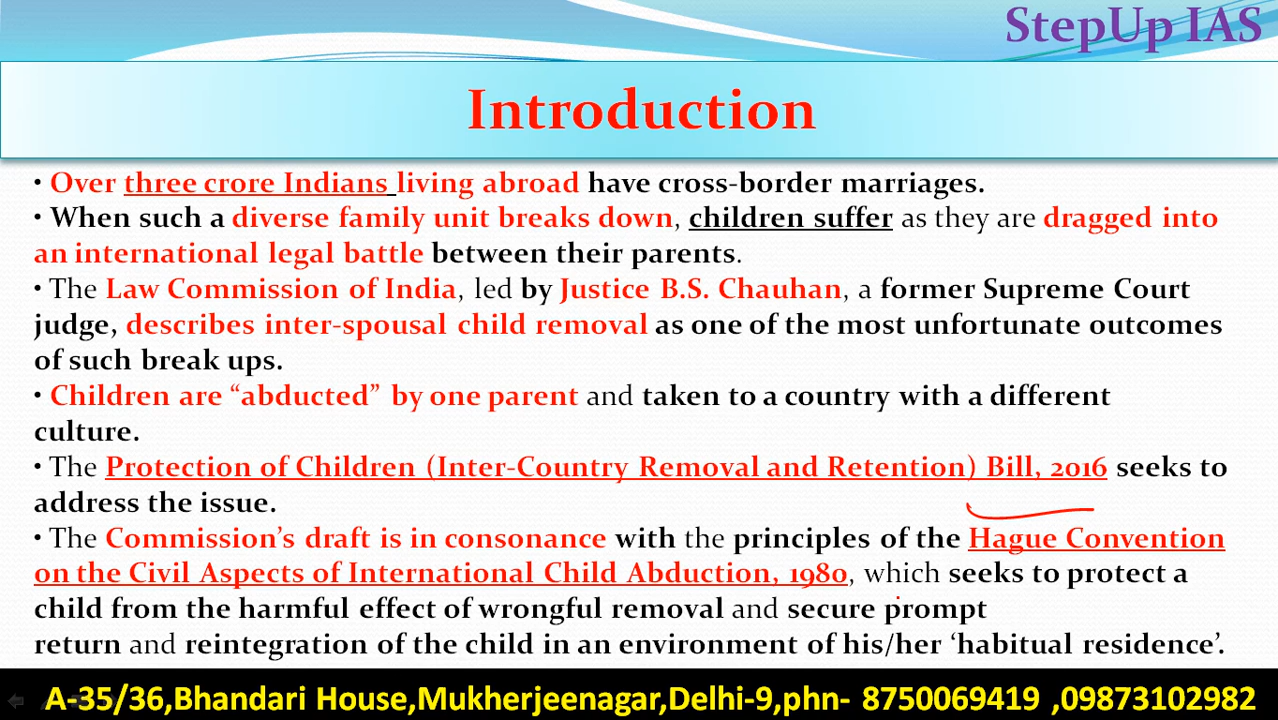 StepUp IAS
Introduction
• Over three crore Indians living abroad have cross-border marriages.
• When such a diverse family unit breaks down, children suffer as they are dragged into
an international legal battle between their parents.
• The Law Commission of India, led by Justice B.S. Chauhan, a former Supreme Court
judge, describes inter-spousal child removal as one of the most unfortunate outcomes
of such break ups.
• Children are “abducted” by one parent and taken to a country with a different
culture.
• The Protection of Children (Inter-Country Removal and Retention) Bill, 2016 seeks to
address the issue.
• The Commission’s draft is in consonance with the principles of the Hague Convention
on the Civil Aspects of International Child Abduction, 1980, which seeks to protect a
child from the harmful effect of wrongful removal and secure prompt
return and reintegration of the child in an environment of his/her ‘habitual residence’.
A-35/36,Bhandari House,Mukherjeenagar,Delhi-9,phn- 8750069419 ,09873102982